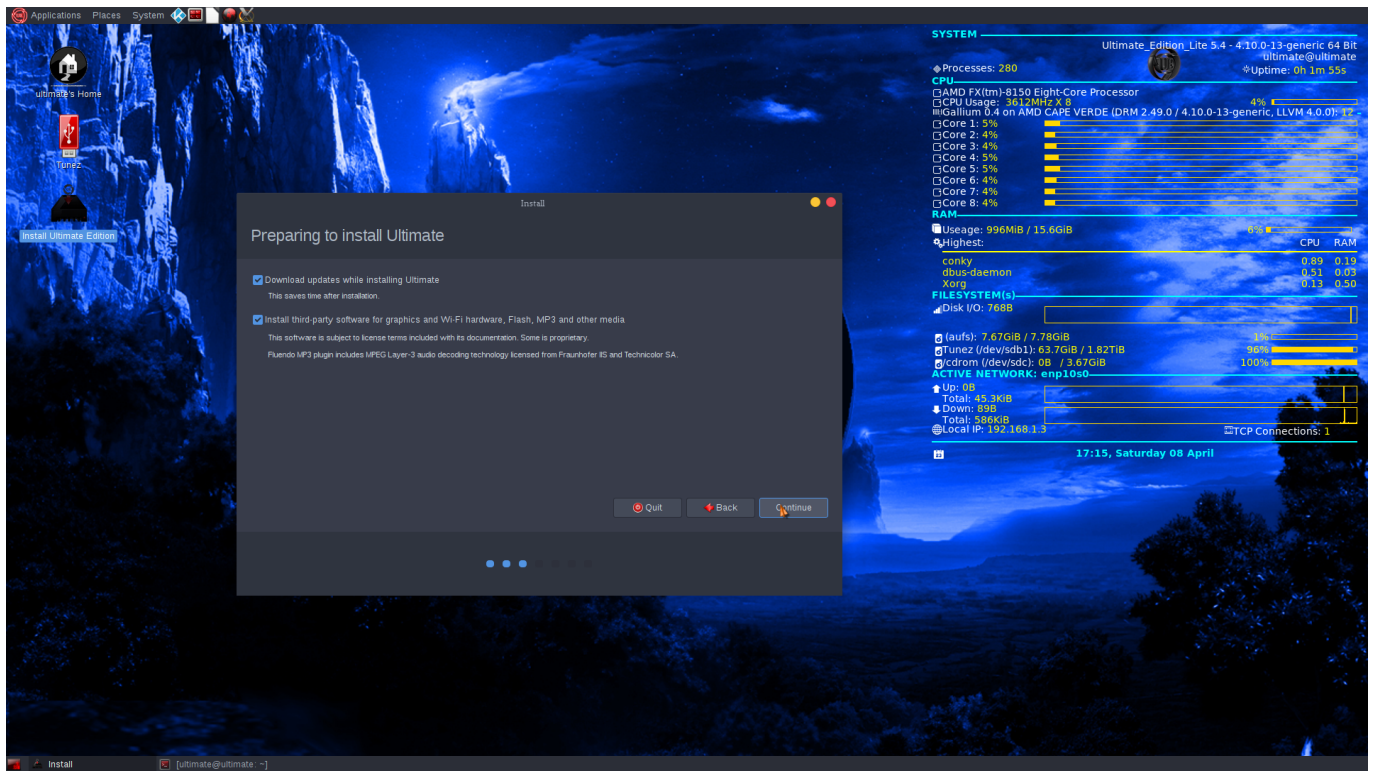 Applications Places System
ultimate's Home
Tunez
Install Ultimate Edition
Install
Preparing to install Ultimate
Download updates while installing Ultimate
This saves time after installation.
Install third-party software for graphics and Wi-Fi hardware, Flash, MP3 and other media
This software is subject to license terms included with its documentation. Some is proprietary.
Fluendo MP3 plugin includes MPEG Layer-3 audio decoding technology licensed from Fraunhofer IIS and Technicolor SA.
Quit Back Continue
SYSTEM
Ultimate_Edition_Lite 5.4 - 4.10.0-13-generic 64 Bit
ultimate@ultimate
Processes: 280 Uptime: 0h 1m 55s
CPU
AMD FX(tm)-8150 Eight-Core Processor
CPU Usage: 3612MHz X 8 4%
Gallium 0.4 on AMD CAPE VERDE (DRM 2.49.0 / 4.10.0-13-generic, LLVM 4.0.0): 12
Core 1: 5%
Core 2: 4%
Core 3: 4%
Core 4: 5%
Core 5: 5%
Core 6: 4%
Core 7: 4%
Core 8: 4%
RAM
Useage: 996MiB / 15.6GiB 6%
Highest: CPU RAM
conky 0.89 0.19
dbus-daemon 0.51 0.03
Xorg 0.13 0.50
FILESYSTEM(s)
Disk I/O: 768B
(aufs): 7.67GiB / 7.78GiB 1%
Tunez (/dev/sdb1): 63.7GiB / 1.82TiB 96%
/cdrom (/dev/sdc): 0B / 3.67GiB 100%
ACTIVE NETWORK: enp10s0
Up: 0B
Total: 45.3KiB
Down: 89B
Total: 586KiB
Local IP: 192.168.1.3 TCP Connections: 1
17:15, Saturday 08 April
Install [ultimate@ultimate: ~]